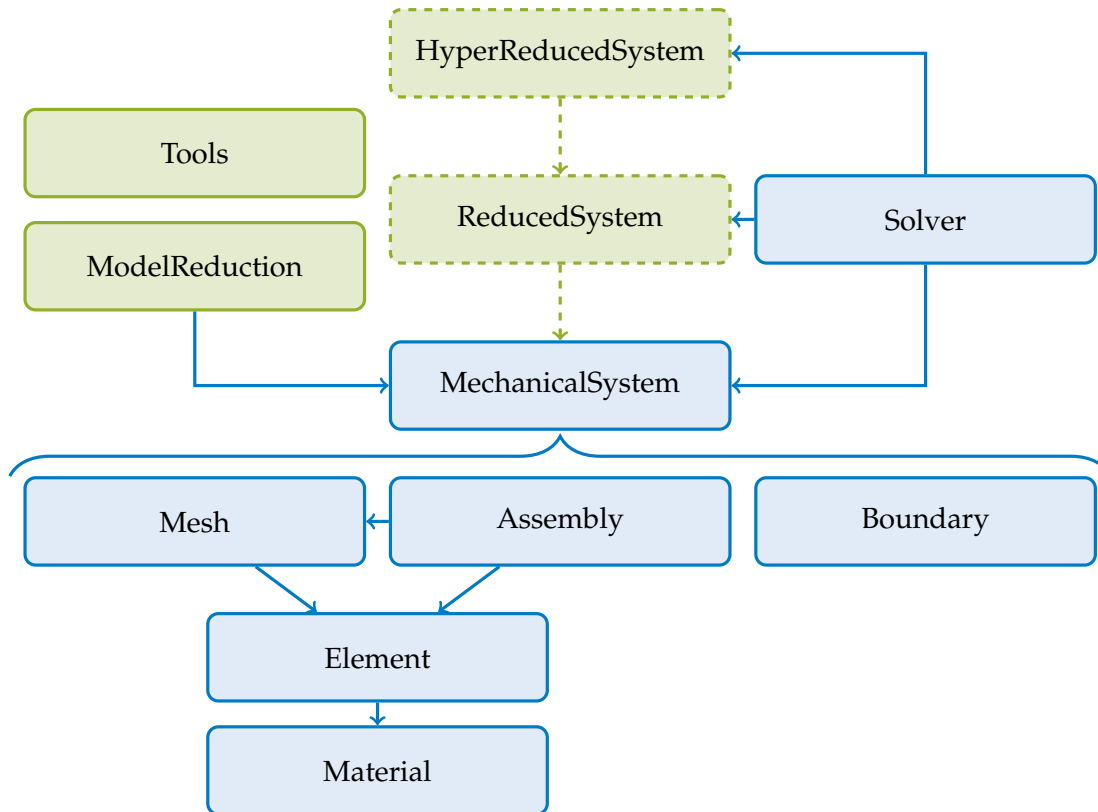 HyperReducedSystem
Tools
ReducedSystem
Solver
ModelReduction
MechanicalSystem
Mesh
Assembly
Boundary
Element
Material